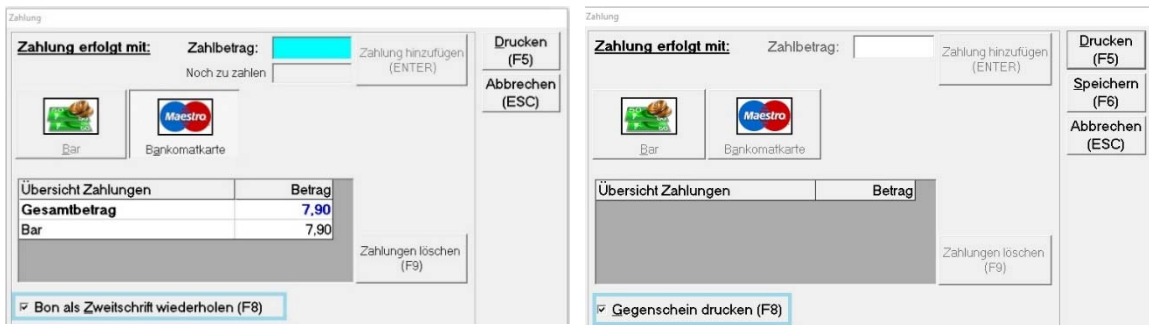 Zahlung
Zahlung erfolgt mit: Zahlbetrag:
Noch zu zahlen
Zahlung hinzufügen
(ENTER)
Drucken
(F5)
Abbrechen
(ESC)
Maestro
Bar Bankomatkarte
Übersicht Zahlungen Betrag
Gesamtbetrag 7,90
Bar 7,90
Zahlungen löschen
(F9)
Bon als Zweitschrift wiederholen (F8)
Zahlung
Zahlung erfolgt mit: Zahlbetrag:
Zahlung hinzufügen
(ENTER)
Drucken
(F5)
Speichern
(F6)
Abbrechen
(ESC)
Maestro
Bar Bankomatkarte
Übersicht Zahlungen Betrag
Zahlungen löschen
(F9)
Gegenschein drucken (F8)